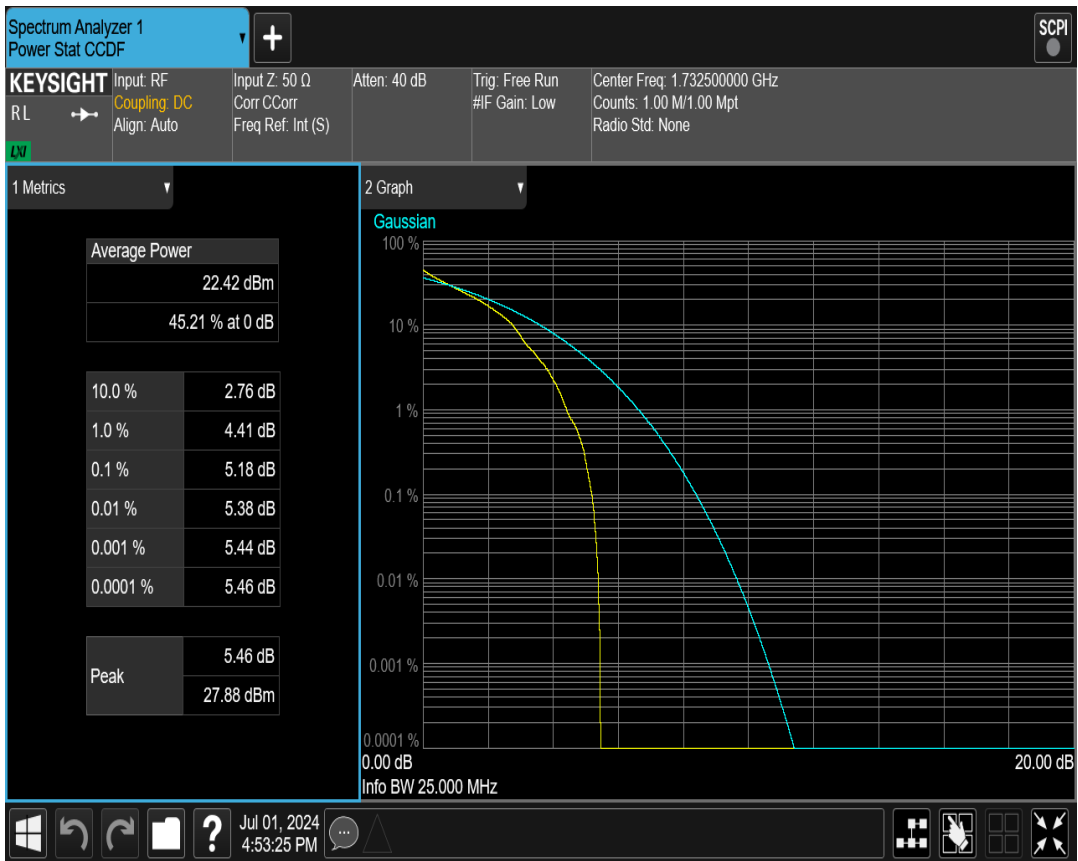 Spectrum Analyzer 1
Power Stat CCDF
+
SCPI
KEYSIGHT
RL
LXI
Input: RF
Coupling: DC
Align: Auto
Input Z: 50 Ω
Corr CCorr
Freq Ref: Int (S)
Atten: 40 dB
Trig: Free Run
#IF Gain: Low
Center Freq: 1.732500000 GHz
Counts: 1.00 M/1.00 Mpt
Radio Std: None
1 Metrics
Average Power
22.42 dBm
45.21 % at 0 dB
10.0 % 2.76 dB
1.0 % 4.41 dB
0.1 % 5.18 dB
0.01 % 5.38 dB
0.001 % 5.44 dB
0.0001 % 5.46 dB
Peak
5.46 dB
27.88 dBm
2 Graph
Gaussian
100 %
10 %
1 %
0.1 %
0.01 %
0.001 %
0.0001 %
0.00 dB 20.00 dB
Info BW 25.000 MHz
?
Jul 01, 2024
4:53:25 PM